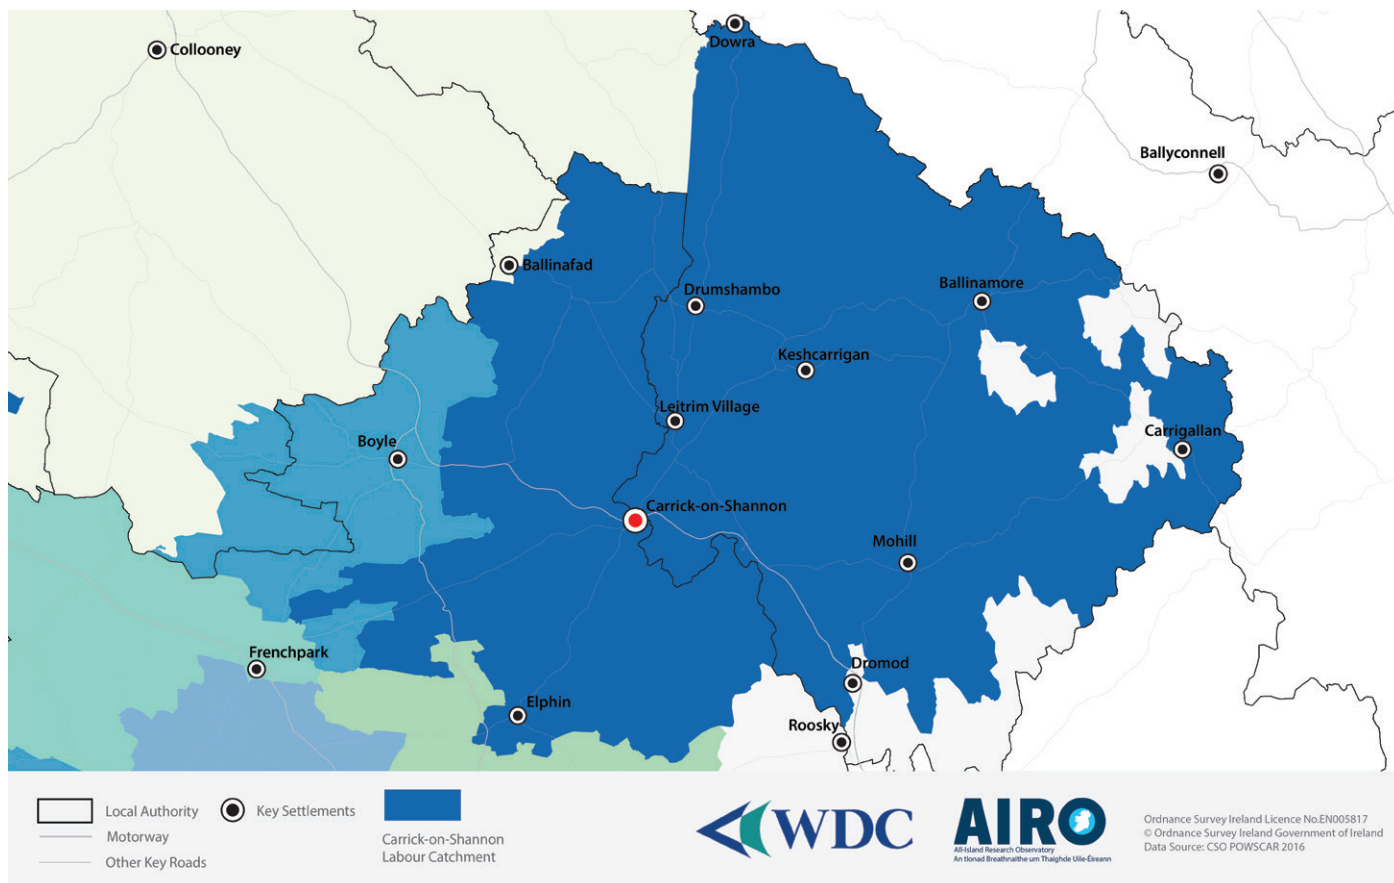 Collooney
Dowra
Ballyconnell
Ballinafad
Drumshambo
Ballinamore
Keshcarrigan
Leitrim Village
Boyle
Carrigallan
Carrick-on-Shannon
Mohill
Frenchpark
Dromod
Elphin
Roosky
Local Authority
Motorway
Other Key Roads
Key Settlements
Carrick-on-Shannon
Labour Catchment
WDC
AIRO
All-Island Research Observatory
An tIonad Breathnaithe um Thaighde Uile-Éireann
Ordnance Survey Ireland Licence No.EN005817
© Ordnance Survey Ireland Government of Ireland
Data Source: CSO POWSCAR 2016